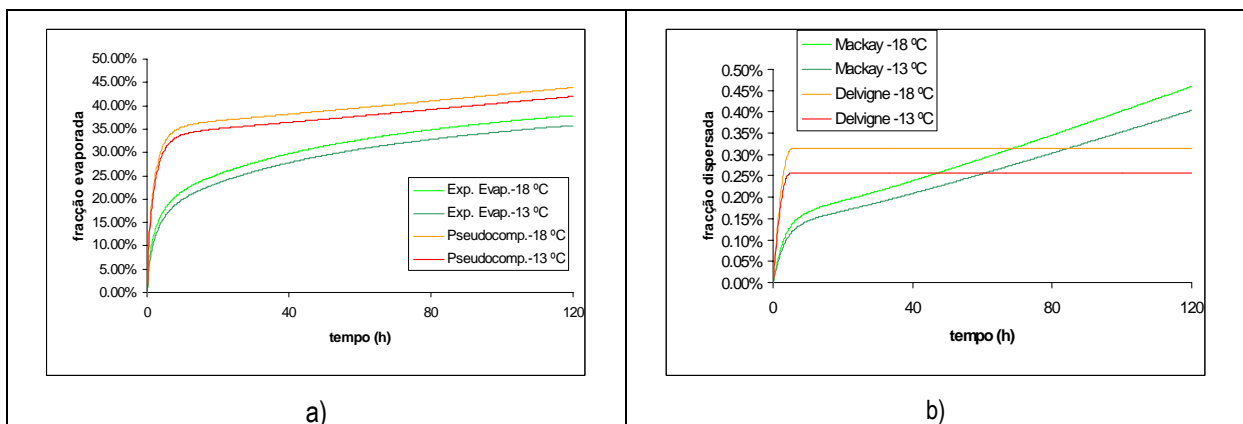 fracção evaporada
50.00%
45.00%
40.00%
35.00%
30.00%
25.00%
20.00%
15.00%
10.00%
5.00%
0.00%
Exp. Evap.-18 ºC
Exp. Evap.-13 ºC
Pseudocomp.-18 ºC
Pseudocomp.-13 ºC
0 40 80 120
tempo (h)
a)
Mackay -18 ºC
Mackay -13 ºC
Delvigne -18 ºC
Delvigne -13 ºC
fracção dispersada
0.50%
0.45%
0.40%
0.35%
0.30%
0.25%
0.20%
0.15%
0.10%
0.05%
0.00%
0 40 80 120
tempo (h)
b)